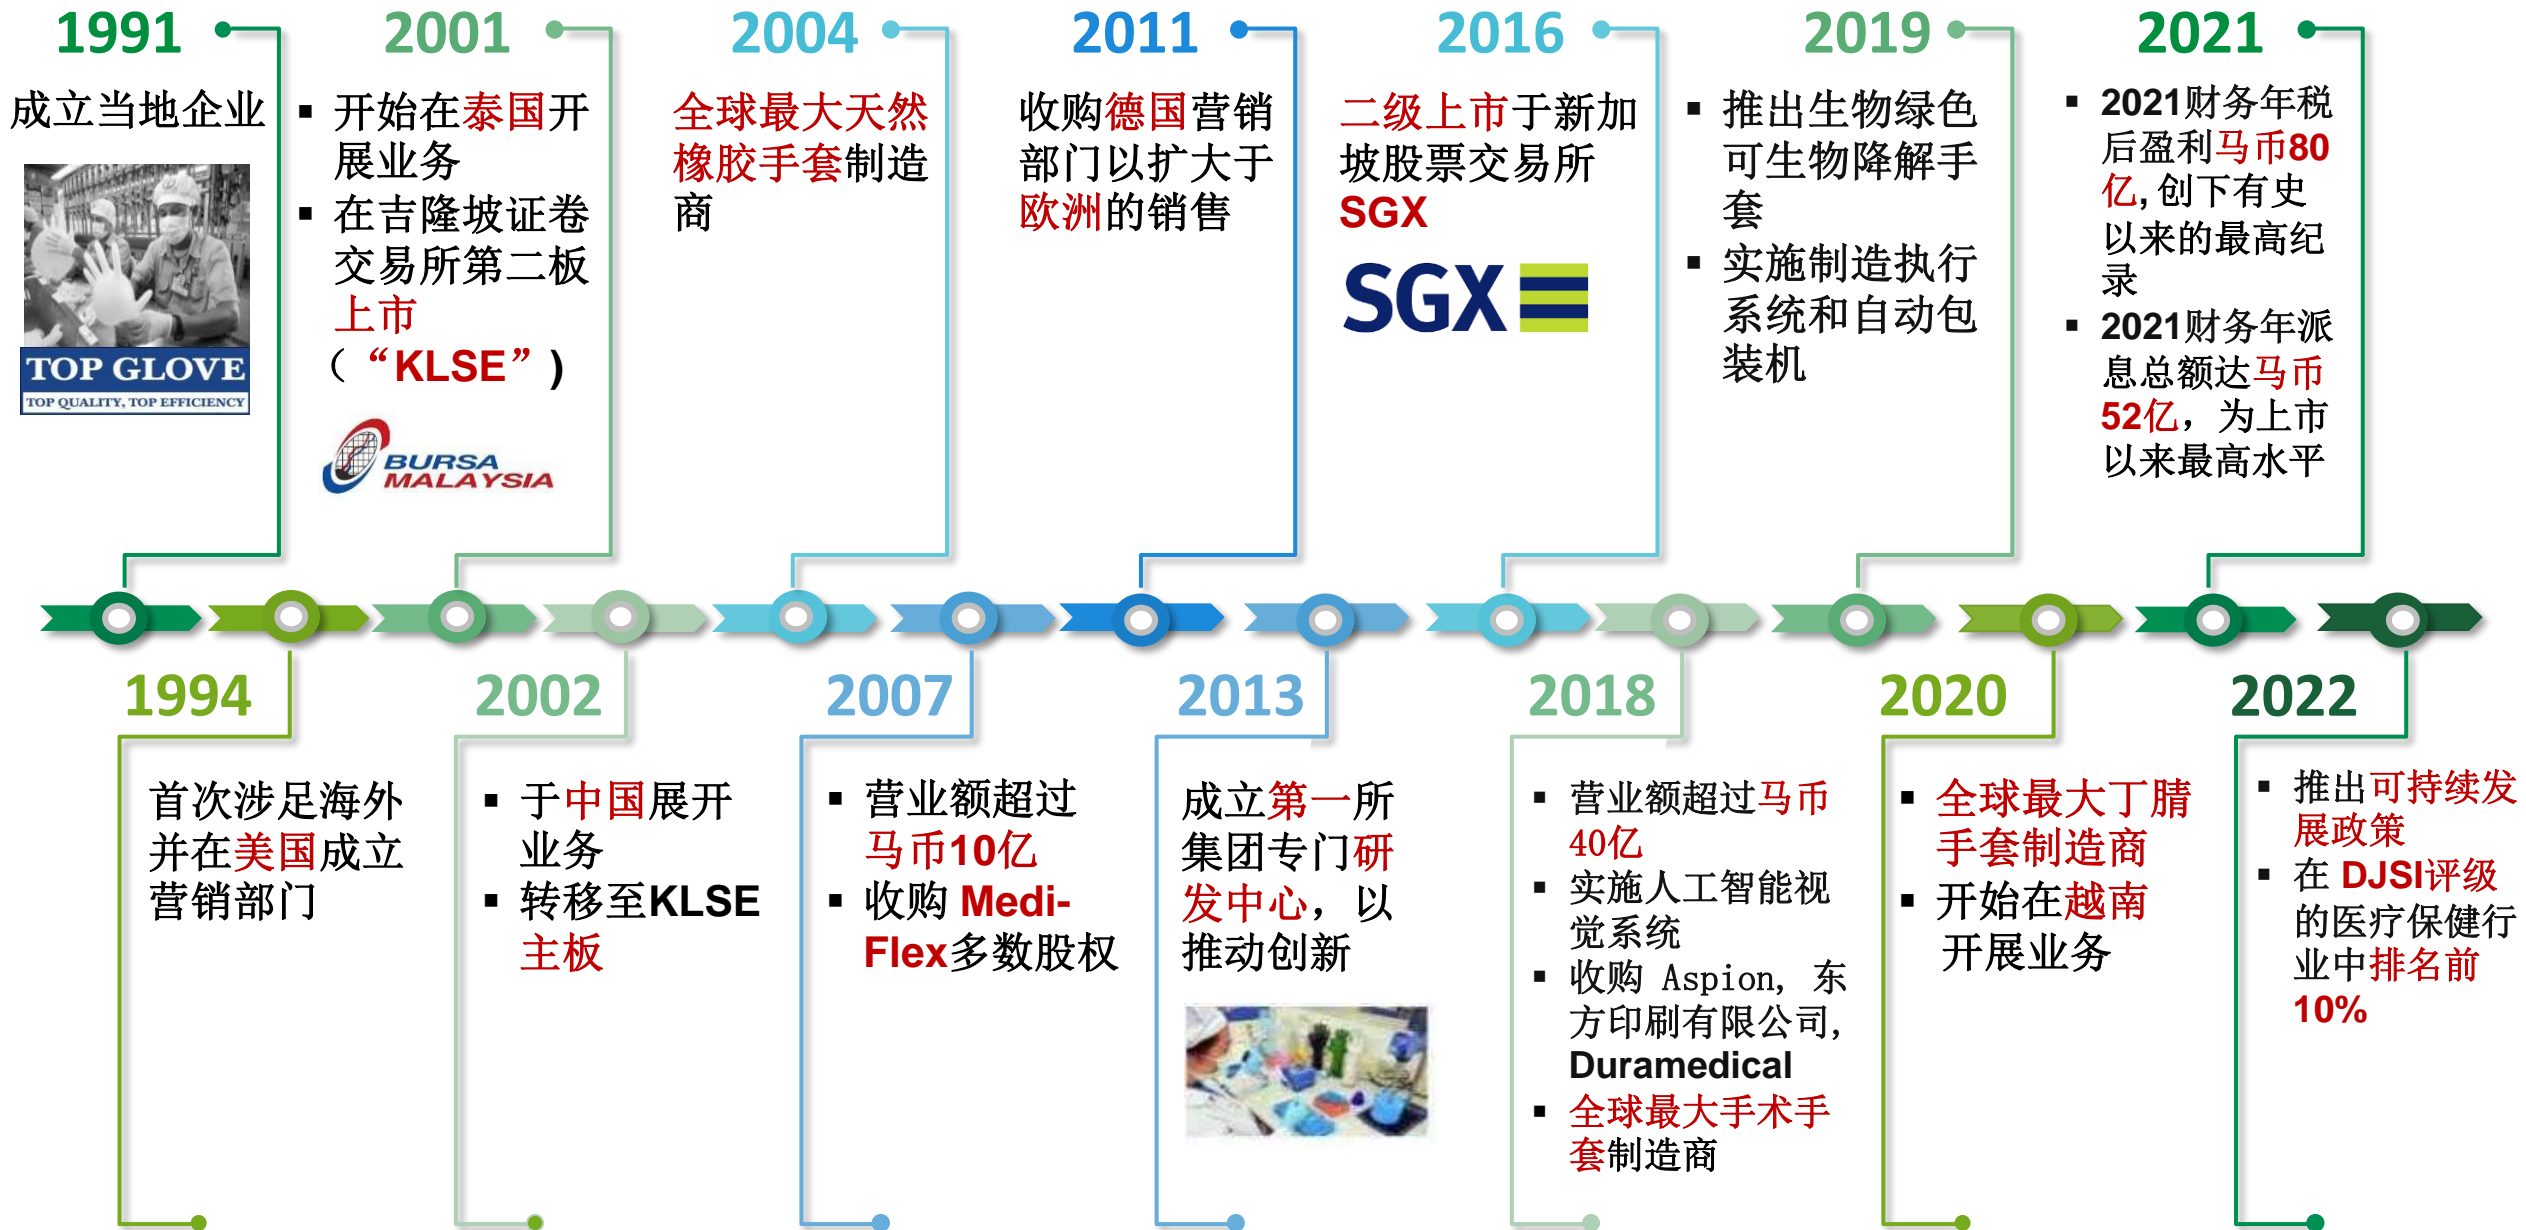 1991
成立当地企业
TOP GLOVE
TOP QUALITY, TOP EFFICIENCY
2001
▪ 开始在泰国开
展业务
▪ 在吉隆坡证卷
交易所第二板
上市
（“KLSE”)
BURSA
MALAYSIA
2004
全球最大天然
橡胶手套制造
商
2011
收购德国营销
部门以扩大于
欧洲的销售
2016
二级上市于新加
坡股票交易所
SGX
SGX
2019
▪ 推出生物绿色
可生物降解手
套
▪ 实施制造执行
系统和自动包
装机
2021
▪ 2021财务年税
后盈利马币80
亿, 创下有史
以来的最高纪
录
▪ 2021财务年派
息总额达马币
52亿，为上市
以来最高水平
1994
首次涉足海外
并在美国成立
营销部门
2002
▪ 于中国展开
业务
▪ 转移至KLSE
主板
2007
▪ 营业额超过
马币10亿
▪ 收购 Medi-
Flex多数股权
2013
成立第一所
集团专门研
发中心，以
推动创新
2018
▪ 营业额超过马币
40亿
▪ 实施人工智能视
觉系统
▪ 收购 Aspion, 东
方印刷有限公司,
Duramedical
▪ 全球最大手术手
套制造商
2020
▪ 全球最大丁腈
手套制造商
▪ 开始在越南
开展业务
2022
▪ 推出可持续发
展政策
▪ 在 DJSI评级
的医疗保健行
业中排名前
10%